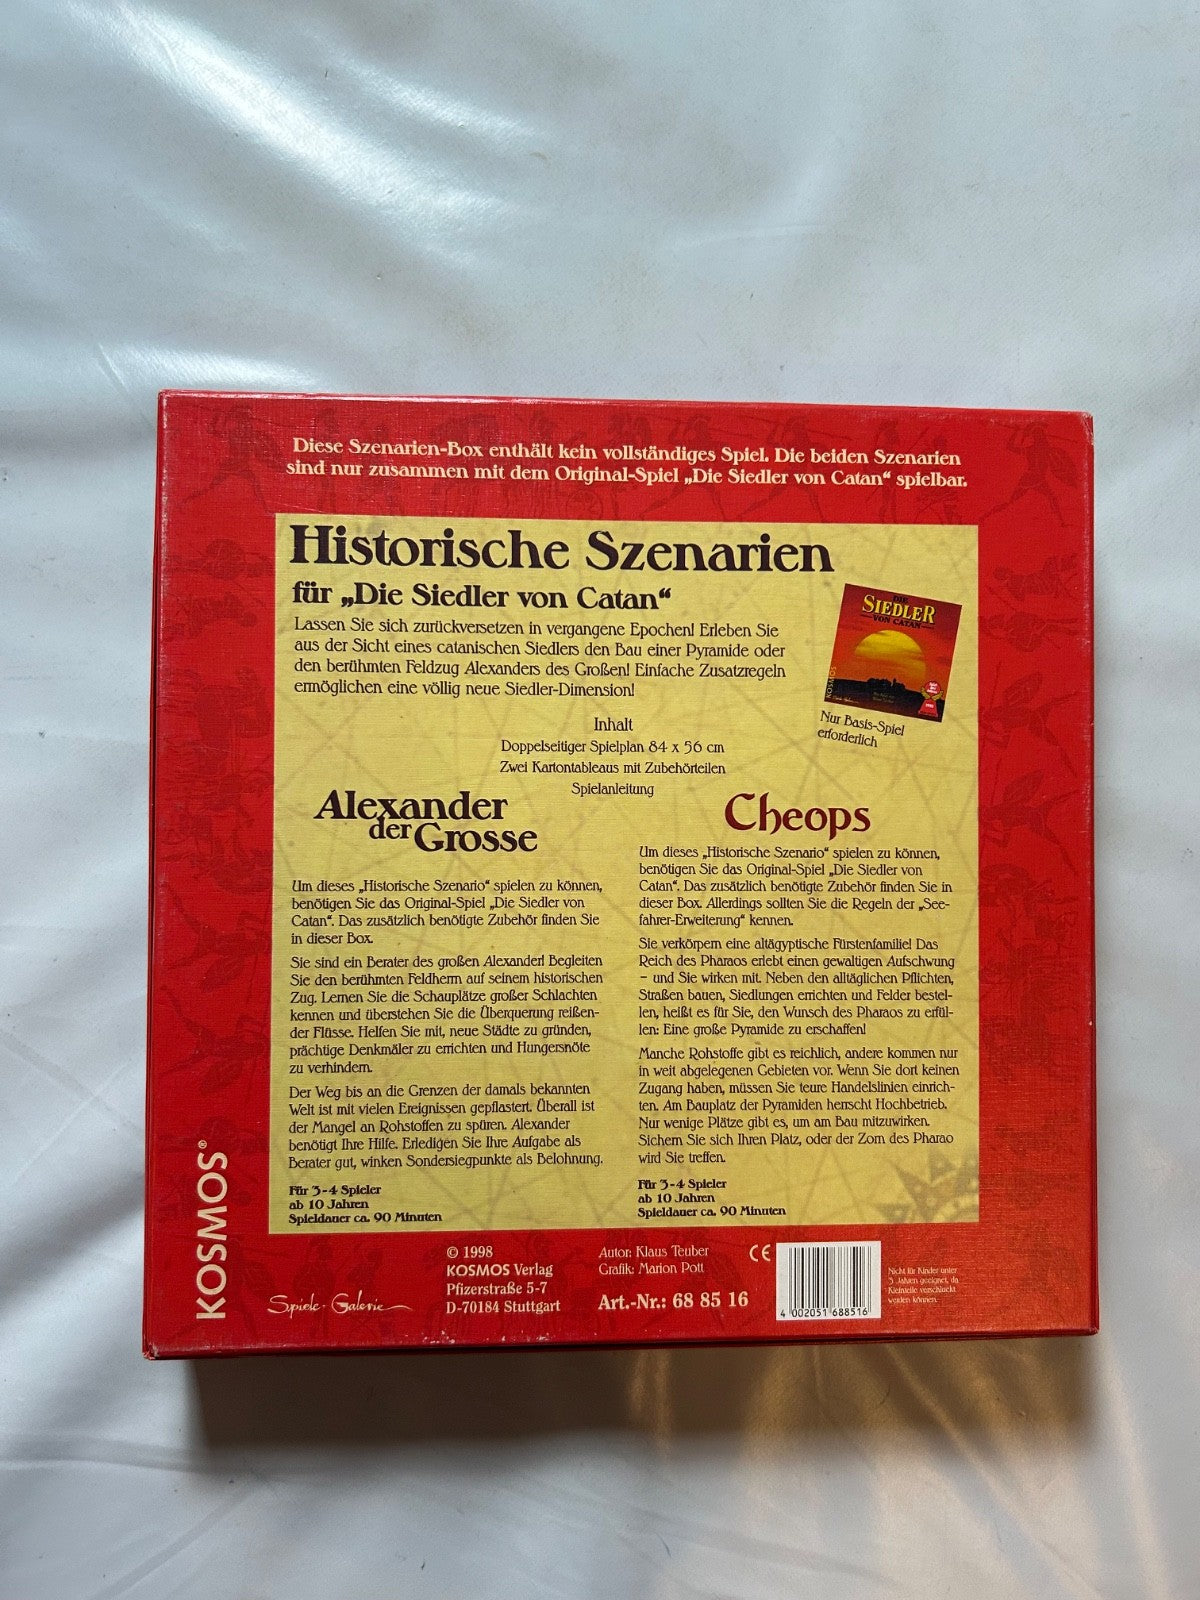 Diese Szenarien-Box enthält kein vollständiges Spiel. Die beiden Szenarien
sind nur zusammen mit dem Original-Spiel „Die Siedler von Catan“ spielbar.
Historische Szenarien
für „Die Siedler von Catan“
Lassen Sie sich zurückversetzen in vergangene Epochen! Erleben Sie
aus der Sicht eines catanischen Siedlers den Bau einer Pyramide oder
den berühmten Feldzug Alexanders des Großen! Einfache Zusatzregeln
ermöglichen eine völlig neue Siedler-Dimension!
DIE
SIEDLER
VON CATAN
KOSMOS
Nur Basis-Spiel
erforderlich
Inhalt
Doppelseitiger Spielplan 84 x 56 cm
Zwei Kartontableaus mit Zubehörteilen
Spielanleitung
Alexander
der Grosse
Um dieses „Historische Szenario“ spielen zu können,
benötigen Sie das Original-Spiel „Die Siedler von
Catan“. Das zusätzlich benötigte Zubehör finden Sie
in dieser Box.
Sie sind ein Berater des großen Alexander! Begleiten
Sie den berühmten Feldherrn auf seinem historischen
Zug. Lernen Sie die Schauplätze großer Schlachten
kennen und überstehen Sie die Überquerung reißen-
der Flüsse. Helfen Sie mit, neue Städte zu gründen,
prächtige Denkmäler zu errichten und Hungersnöte
zu verhindern.
Der Weg bis an die Grenzen der damals bekannten
Welt ist mit vielen Ereignissen gepflastert. Überall ist
der Mangel an Rohstoffen zu spüren. Alexander
benötigt Ihre Hilfe. Erledigen Sie Ihre Aufgabe als
Berater gut, winken Sondersiegpunkte als Belohnung.
Für 3-4 Spieler
ab 10 Jahren
Spieldauer ca. 90 Minuten
Cheops
Um dieses „Historische Szenario“ spielen zu können,
benötigen Sie das Original-Spiel „Die Siedler von
Catan“. Das zusätzlich benötigte Zubehör finden Sie in
dieser Box. Allerdings sollten Sie die Regeln der „See-
fahrer-Erweiterung“ kennen.
Sie verkörpern eine altägyptische Fürstenfamilie! Das
Reich des Pharaos erlebt einen gewaltigen Aufschwung
– und Sie wirken mit. Neben den alltäglichen Pflichten,
Straßen bauen, Siedlungen errichten und Felder bestel-
len, heißt es für Sie, den Wunsch des Pharaos zu erfül-
len: Eine große Pyramide zu erschaffen!
Manche Rohstoffe gibt es reichlich, andere kommen nur
in weit abgelegenen Gebieten vor. Wenn Sie dort keinen
Zugang haben, müssen Sie teure Handelslinien einrich-
ten. Am Bauplatz der Pyramiden herrscht Hochbetrieb.
Nur wenige Plätze gibt es, um am Bau mitzuwirken.
Sichern Sie sich Ihren Platz, oder der Zorn des Pharao
wird Sie treffen.
Für 3-4 Spieler
ab 10 Jahren
Spieldauer ca. 90 Minuten
KOSMOS®
Spiele-Galerie
© 1998
KOSMOS Verlag
Pfizerstraße 5-7
D-70184 Stuttgart
Autor: Klaus Teuber
Grafik: Marion Pott
Art.-Nr.: 68 85 16
CE
4 002051 688516
Nicht für Kinder unter
3 Jahren geeignet, da
Kleinteile verschluckt
werden können.